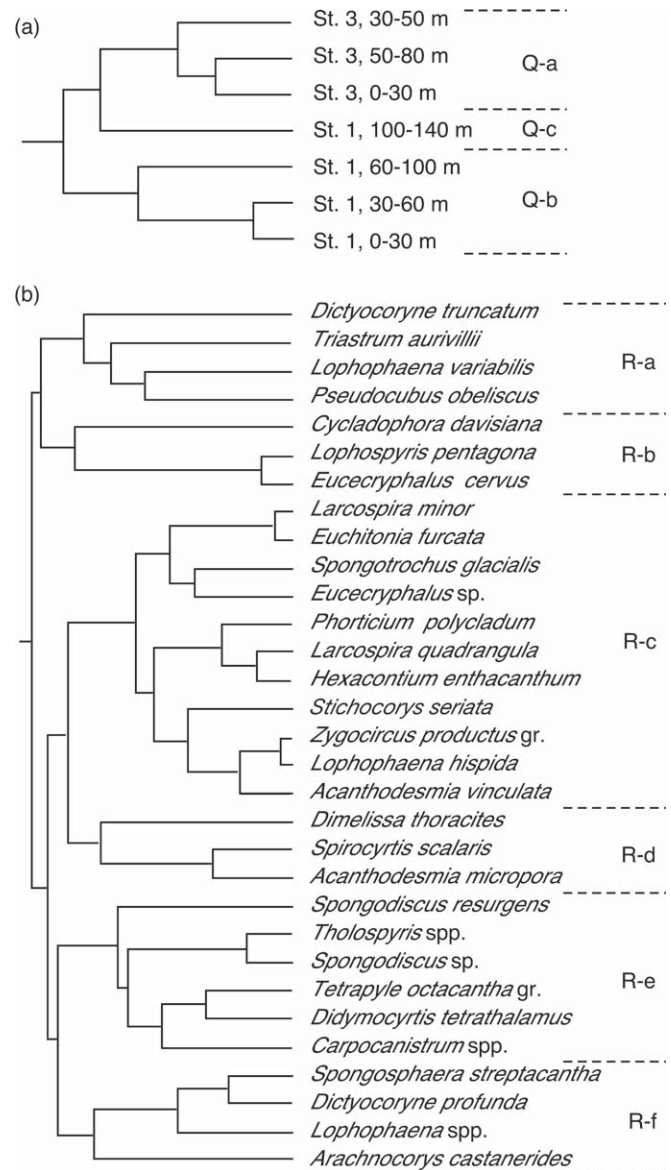 (a)
St. 3, 30-50 m
St. 3, 50-80 m
Q-a
St. 3, 0-30 m
St. 1, 100-140 m
Q-c
St. 1, 60-100 m
St. 1, 30-60 m
Q-b
St. 1, 0-30 m
(b)
Dictyocoryne truncatum
Triastrum aurivillii
R-a
Lophophaena variabilis
Pseudocubus obeliscus
Cycladophora davisiana
Lophospyris pentagona
R-b
Eucecryphalus cervus
Larcospira minor
Euchitonia furcata
Spongotrochus glacialis
Eucecryphalus sp.
Phorticium polycladum
R-c
Larcospira quadrangula
Hexacontium enthacanthum
Stichocorys seriata
Zygocircus productus gr.
Lophophaena hispida
Acanthodesmia vinculata
Dimelissa thoracites
Spirocyrtis scalaris
R-d
Acanthodesmia micropora
Spongodiscus resurgens
Tholospyris spp.
Spongodiscus sp.
R-e
Tetrapyle octacantha gr.
Didymocyrtis tetrathalamus
Carpocanistrum spp.
Spongosphaera streptacantha
Dictyocoryne profunda
R-f
Lophophaena spp.
Arachnocorys castanerides